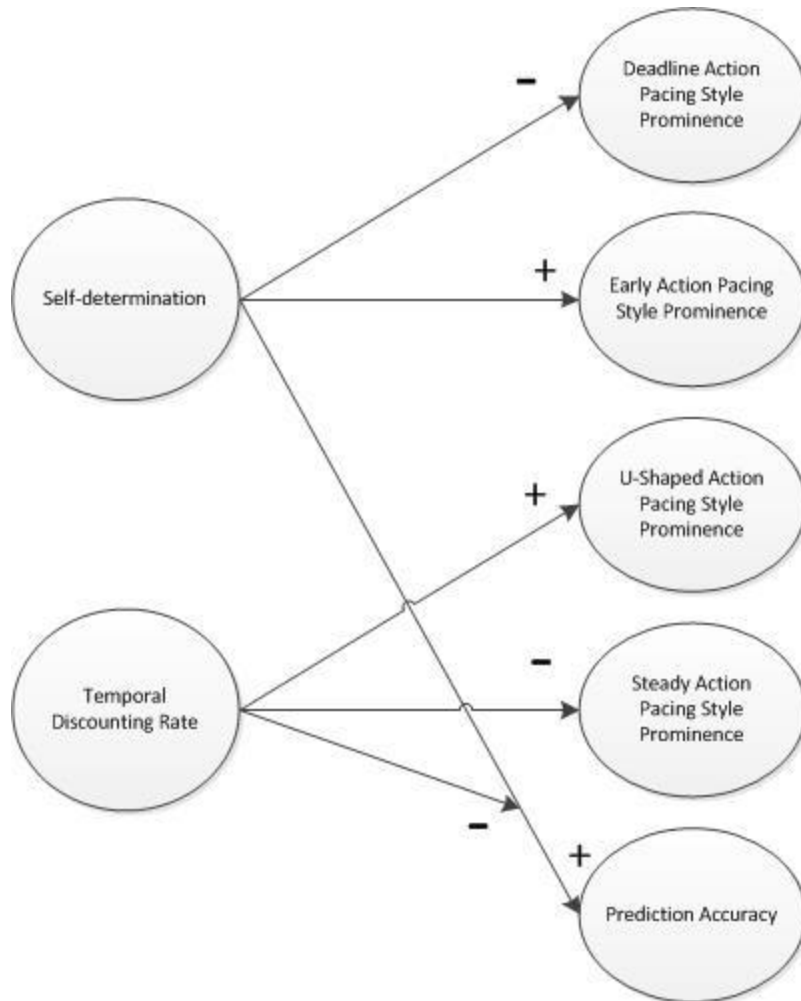 Deadline Action
Pacing Style
Prominence
-
Self-determination
+
Early Action Pacing
Style Prominence
U-Shaped Action
Pacing Style
Prominence
+
Temporal
Discounting Rate
-
Steady Action
Pacing Style
Prominence
-
+
Prediction Accuracy